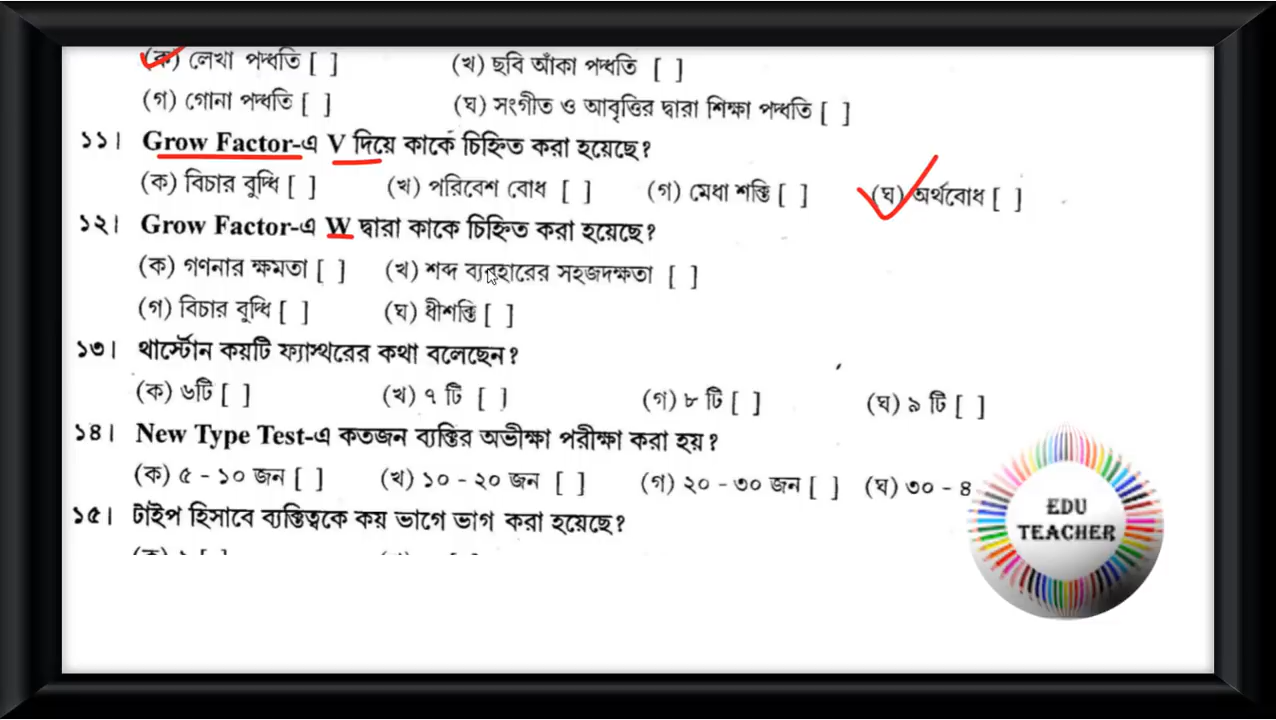 (ক) লেখা পদ্ধতি [ ] (খ) ছবি আঁকা পদ্ধতি [ ]
(গ) গোনা পদ্ধতি [ ] (ঘ) সংগীত ও আবৃত্তির দ্বারা শিক্ষা পদ্ধতি [ ]
১১। Grow Factor-এ V দিয়ে কাকে চিহ্নিত করা হয়েছে?
(ক) বিচার বুদ্ধি [ ] (খ) পরিবেশ বোধ [ ] (গ) মেধা শক্তি [ ] (ঘ) অর্থবোধ [ ]
১২। Grow Factor-এ W দ্বারা কাকে চিহ্নিত করা হয়েছে?
(ক) গণনার ক্ষমতা [ ] (খ) শব্দ ব্যবহারের সহজদক্ষতা [ ]
(গ) বিচার বুদ্ধি [ ] (ঘ) ধীশক্তি [ ]
১৩। থার্স্টোন কয়টি ফ্যাক্টরের কথা বলেছেন?
(ক) ৬টি [ ] (খ) ৭ টি [ ] (গ) ৮ টি [ ] (ঘ) ৯ টি [ ]
১৪। New Type Test-এ কতজন ব্যক্তির অভীক্ষা পরীক্ষা করা হয়?
(ক) ৫ - ১০ জন [ ] (খ) ১০ - ২০ জন [ ] (গ) ২০ - ৩০ জন [ ] (ঘ) ৩০ - ৪
১৫। টাইপ হিসাবে ব্যক্তিত্বকে কয় ভাগে ভাগ করা হয়েছে?
EDU
TEACHER